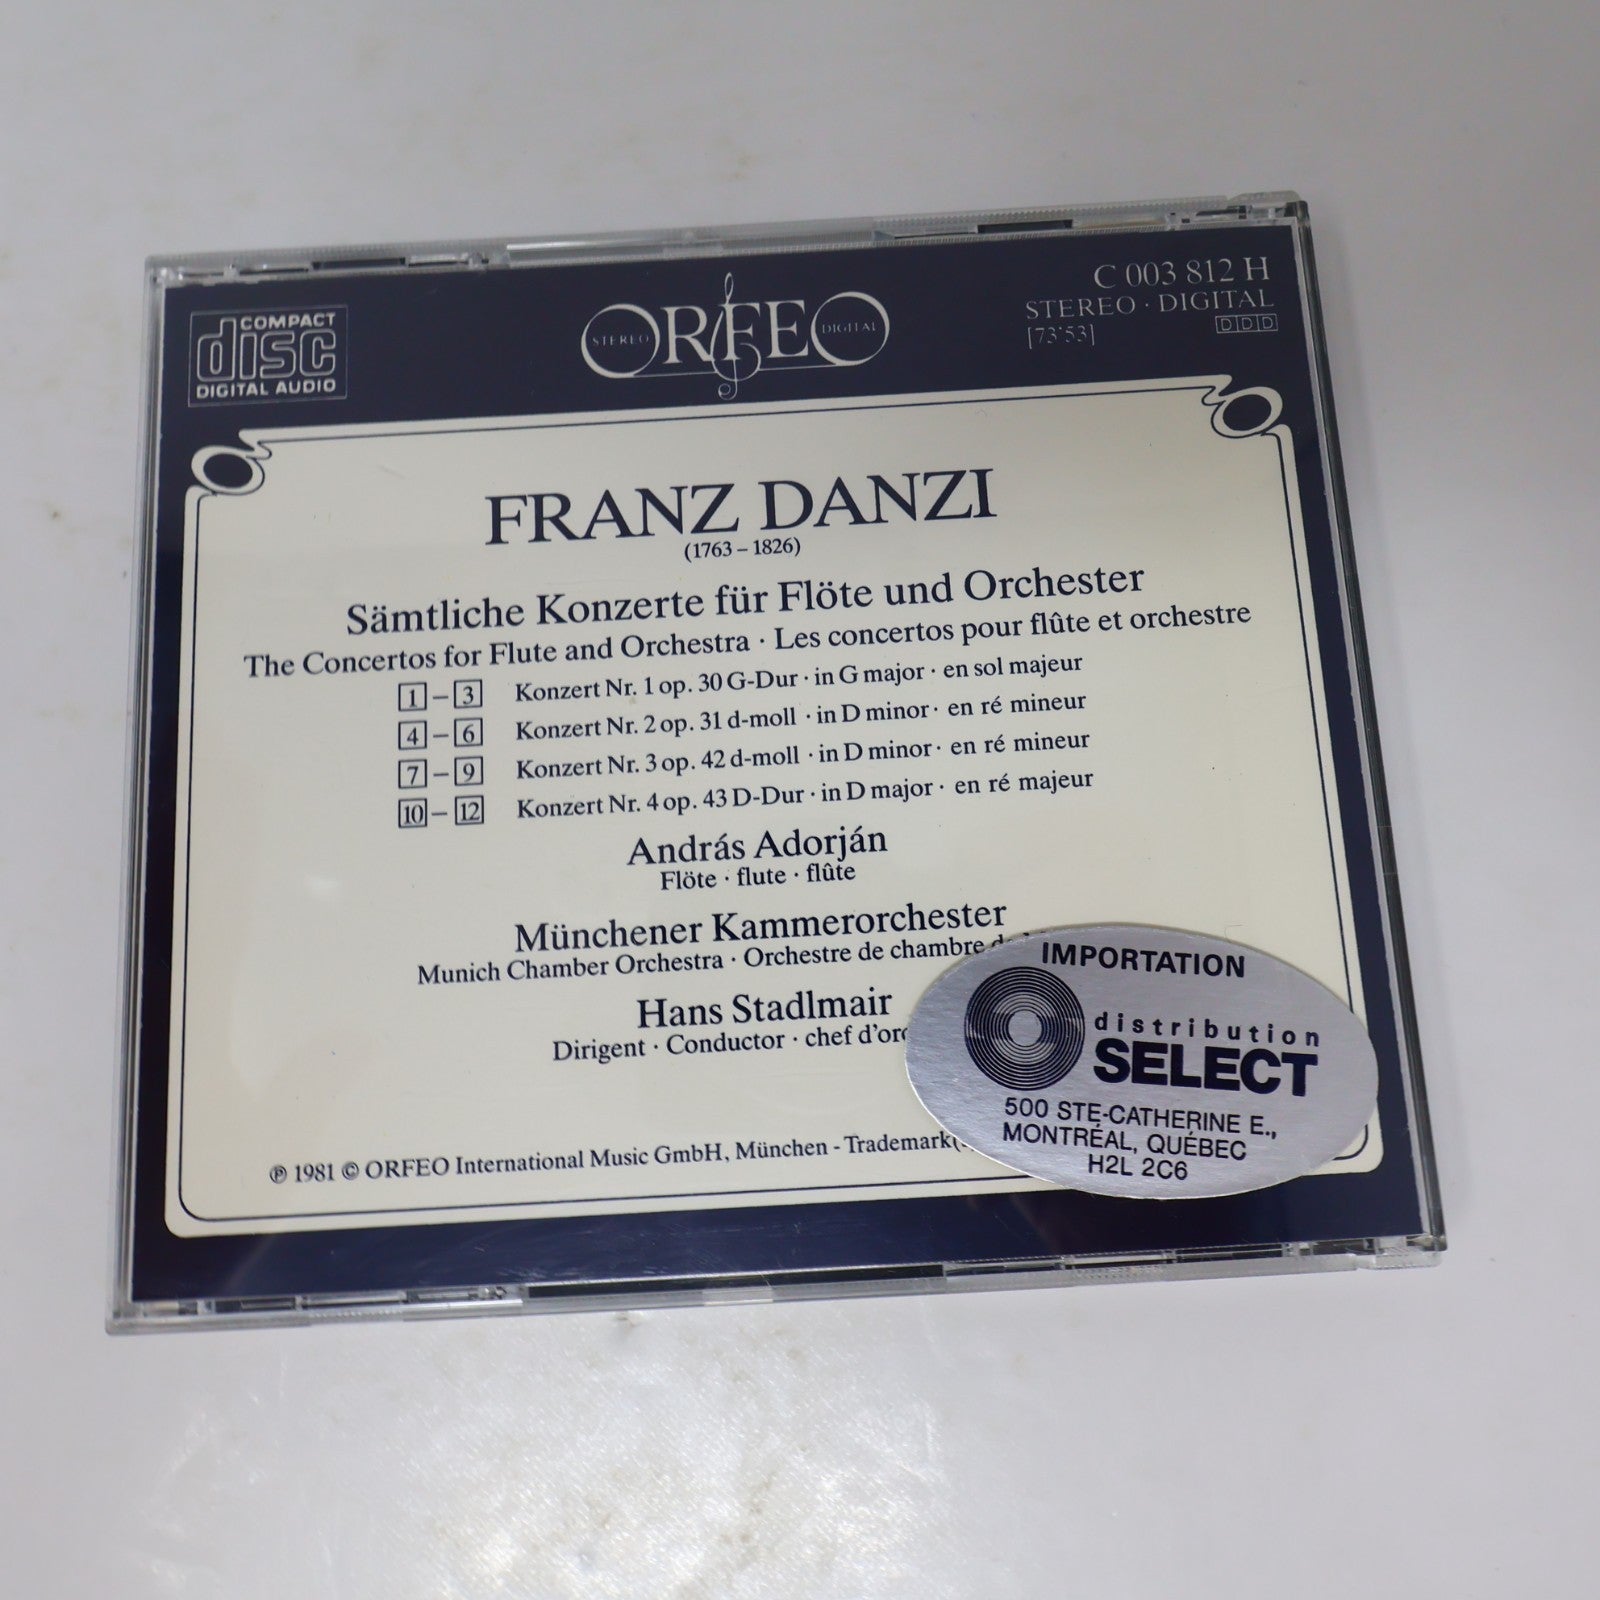 COMPACT
disc
DIGITAL AUDIO
STEREO ORFEO DIGITAL
C 003 812 H
STEREO · DIGITAL
[73'53] DDD
FRANZ DANZI
(1763 – 1826)
Sämtliche Konzerte für Flöte und Orchester
The Concertos for Flute and Orchestra · Les concertos pour flûte et orchestre
1 – 3 Konzert Nr. 1 op. 30 G-Dur · in G major · en sol majeur
4 – 6 Konzert Nr. 2 op. 31 d-moll · in D minor · en ré mineur
7 – 9 Konzert Nr. 3 op. 42 d-moll · in D minor · en ré mineur
10 – 12 Konzert Nr. 4 op. 43 D-Dur · in D major · en ré majeur
András Adorján
Flöte · flute · flûte
Münchener Kammerorchester
Munich Chamber Orchestra · Orchestre de chambre
Hans Stadlmair
Dirigent · Conductor · chef
℗ 1981 © ORFEO International Music GmbH, München - Trademark
IMPORTATION
distribution
SELECT
500 STE-CATHERINE E.,
MONTRÉAL, QUÉBEC
H2L 2C6